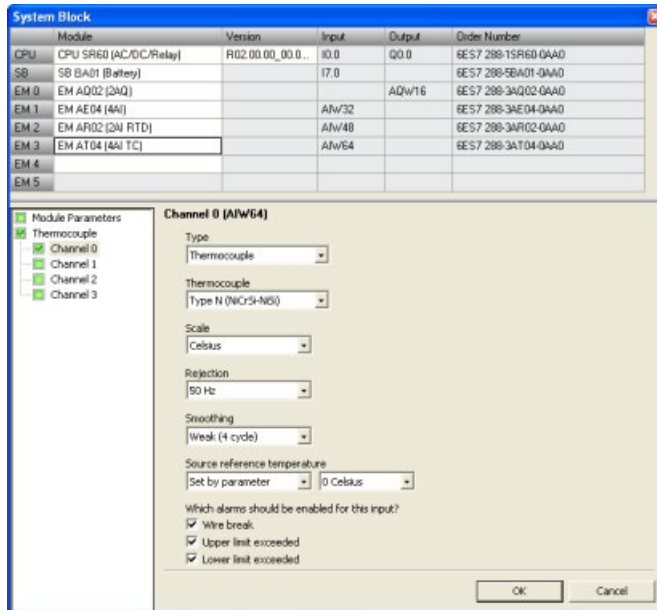 System Block
Module Version Input Output Order Number
CPU CPU SR60 (AC/DC/Relay) R02.00.00_00.0... I0.0 Q0.0 6ES7 288-1SR60-0AA0
SB SB BA01 (Battery) I7.0 6ES7 288-5BA01-0AA0
EM 0 EM AQ02 (2AQ) AQW16 6ES7 288-3AQ02-0AA0
EM 1 EM AE04 (4AI) AIW32 6ES7 288-3AE04-0AA0
EM 2 EM AR02 (2AI RTD) AIW48 6ES7 288-3AR02-0AA0
EM 3 EM AT04 (4AI TC) AIW64 6ES7 288-3AT04-0AA0
EM 4
EM 5
Module Parameters
Thermocouple
Channel 0
Channel 1
Channel 2
Channel 3
Channel 0 (AIW64)
Type
Thermocouple
Thermocouple
Type N (NiCrSi-NiSi)
Scale
Celsius
Rejection
50 Hz
Smoothing
Weak (4 cycle)
Source reference temperature
Set by parameter 0 Celsius
Which alarms should be enabled for this input?
Wire break
Upper limit exceeded
Lower limit exceeded
OK Cancel